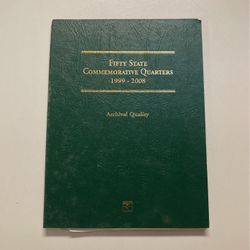 Fifty State
Commemorative Quarters
1999 - 2008
Archival Quality